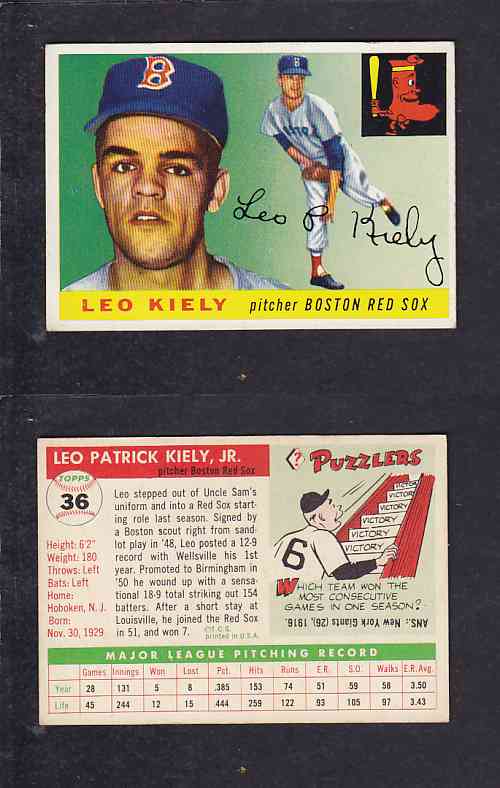 B
Leo P. Kiely
LEO KIELY pitcher BOSTON RED SOX
LEO PATRICK KIELY, JR.
pitcher Boston Red Sox
TOPPS
36
Height: 6'2"
Weight: 180
Throws: Left
Bats: Left
Home:
Hoboken, N. J.
Born:
Nov. 30, 1929
Leo stepped out of Uncle Sam's
uniform and into a Red Sox start-
ing role last season. Signed by
a Boston scout right from sand-
lot play in '48, Leo posted a 12-9
record with Wellsville his 1st
year. Promoted to Birmingham in
'50 he wound up with a sensa-
tional 18-9 total striking out 154
batters. After a short stay at
Louisville, he joined the Red Sox
in 51, and won 7.
©T. C. G.
printed in U.S.A.
? PUZZLERS
VICTORY
VICTORY
VICTORY
VICTORY
VICTORY
6
WHICH TEAM WON THE
MOST CONSECUTIVE
GAMES IN ONE SEASON?
ANS.: New York Giants (26), 1916.
MAJOR LEAGUE PITCHING RECORD
Games Innings Won Lost Pct. Hits Runs E.R. S.O. Walks E.R.Avg.
Year 28 131 5 8 .385 153 74 51 59 58 3.50
Life 45 244 12 15 .444 259 122 93 105 97 3.43